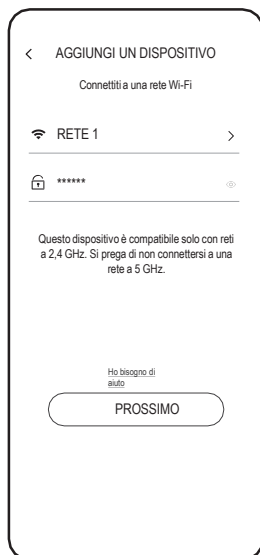 AGGIUNGI UN DISPOSITIVO
Connettiti a una rete Wi-Fi
RETE 1
******
Questo dispositivo è compatibile solo con reti
a 2,4 GHz. Si prega di non connettersi a una
rete a 5 GHz.
Ho bisogno di
aiuto
PROSSIMO